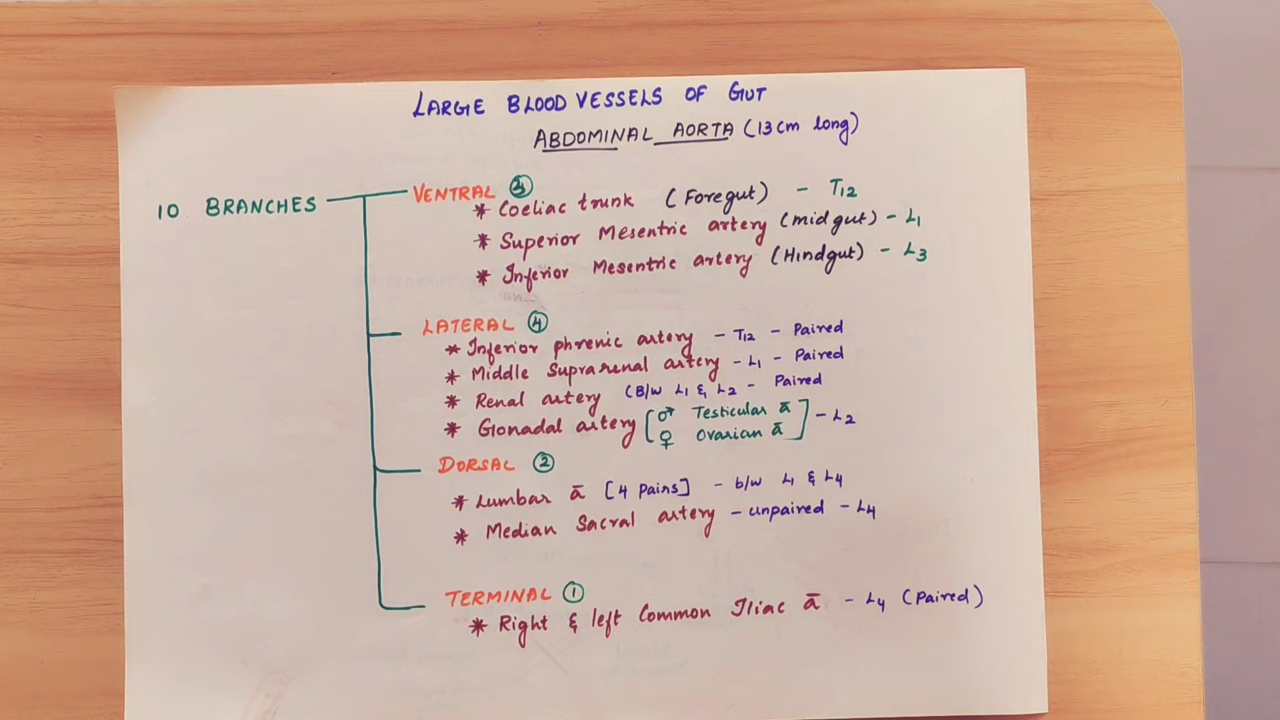 LARGE BLOOD VESSELS OF GUT
ABDOMINAL AORTA (13cm long)
10 BRANCHES
VENTRAL 3
* Coeliac trunk (Foregut) - T12
* Superior Mesentric artery (midgut) - L1
* Inferior Mesentric artery (Hindgut) - L3
LATERAL 4
* Inferior phrenic artery - T12 - Paired
* Middle Suprarenal artery - L1 - Paired
* Renal artery (B/w L1 & L2 - Paired
* Gonadal artery [♂ Testicular ā
♀ Ovarian ā] - L2
DORSAL 2
* Lumbar ā [4 pairs] - b/w L1 & L4
* Median Sacral artery - unpaired - L4
TERMINAL 1
* Right & left Common Iliac ā - L4 (Paired)